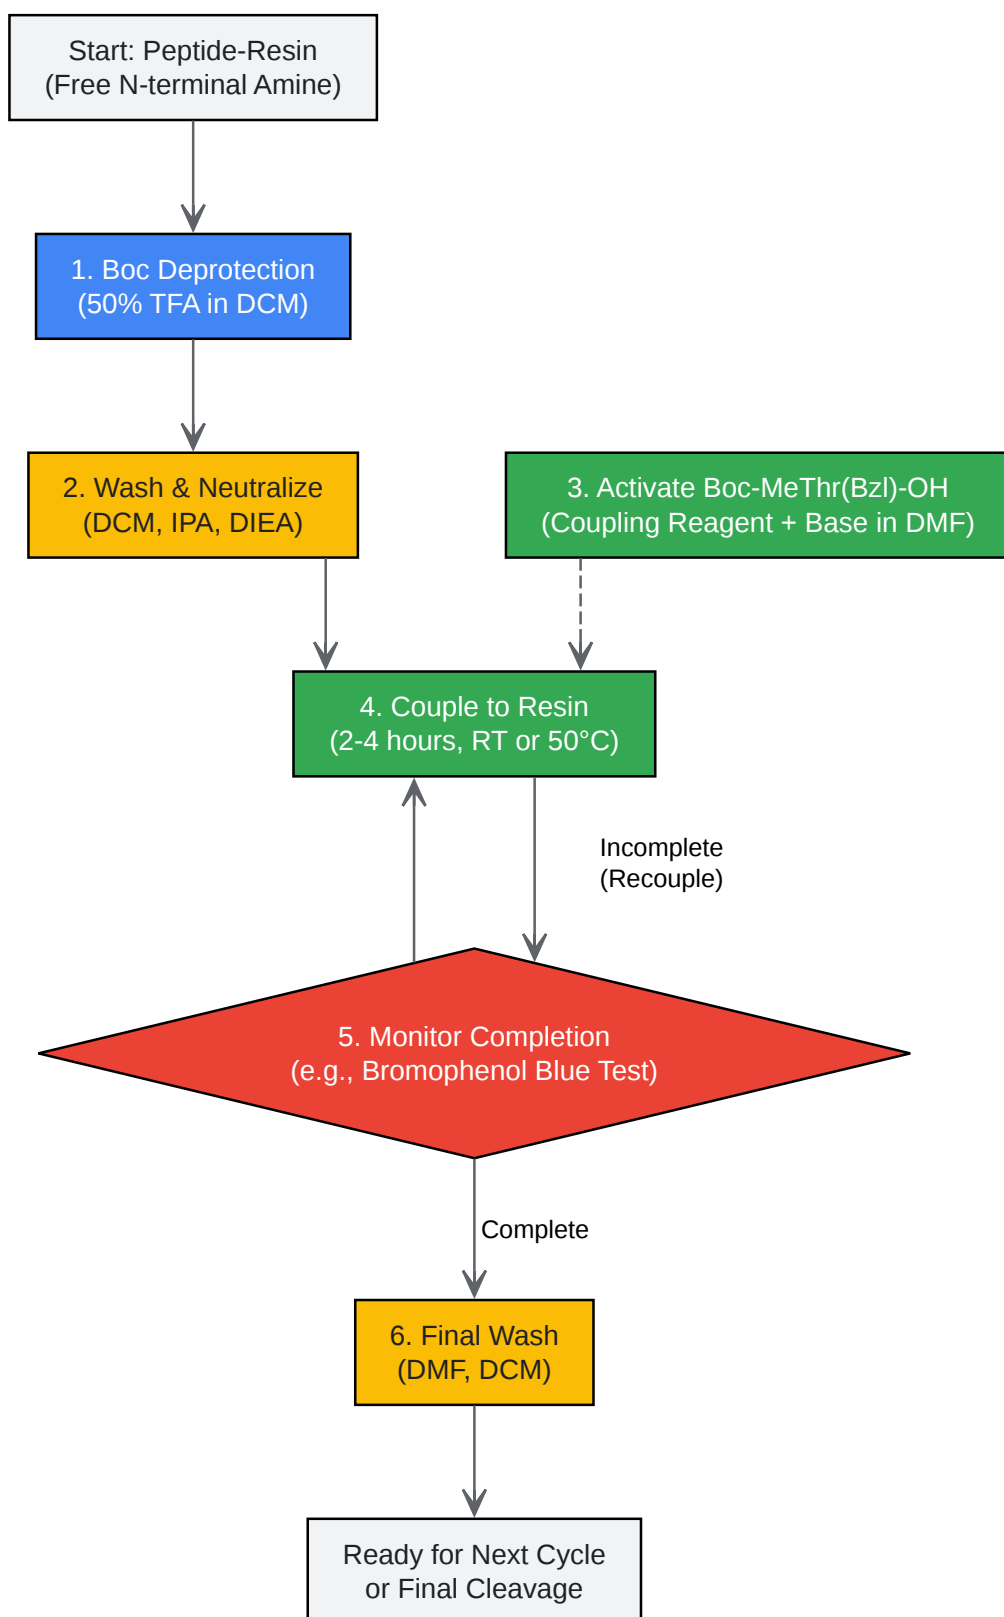 Start: Peptide-Resin
(Free N-terminal Amine)
1. Boc Deprotection
(50% TFA in DCM)
2. Wash & Neutralize
(DCM, IPA, DIEA)
3. Activate Boc-MeThr(Bzl)-OH
(Coupling Reagent + Base in DMF)
4. Couple to Resin
(2-4 hours, RT or 50°C)
Incomplete
(Recouple)
5. Monitor Completion
(e.g., Bromophenol Blue Test)
Complete
6. Final Wash
(DMF, DCM)
Ready for Next Cycle
or Final Cleavage